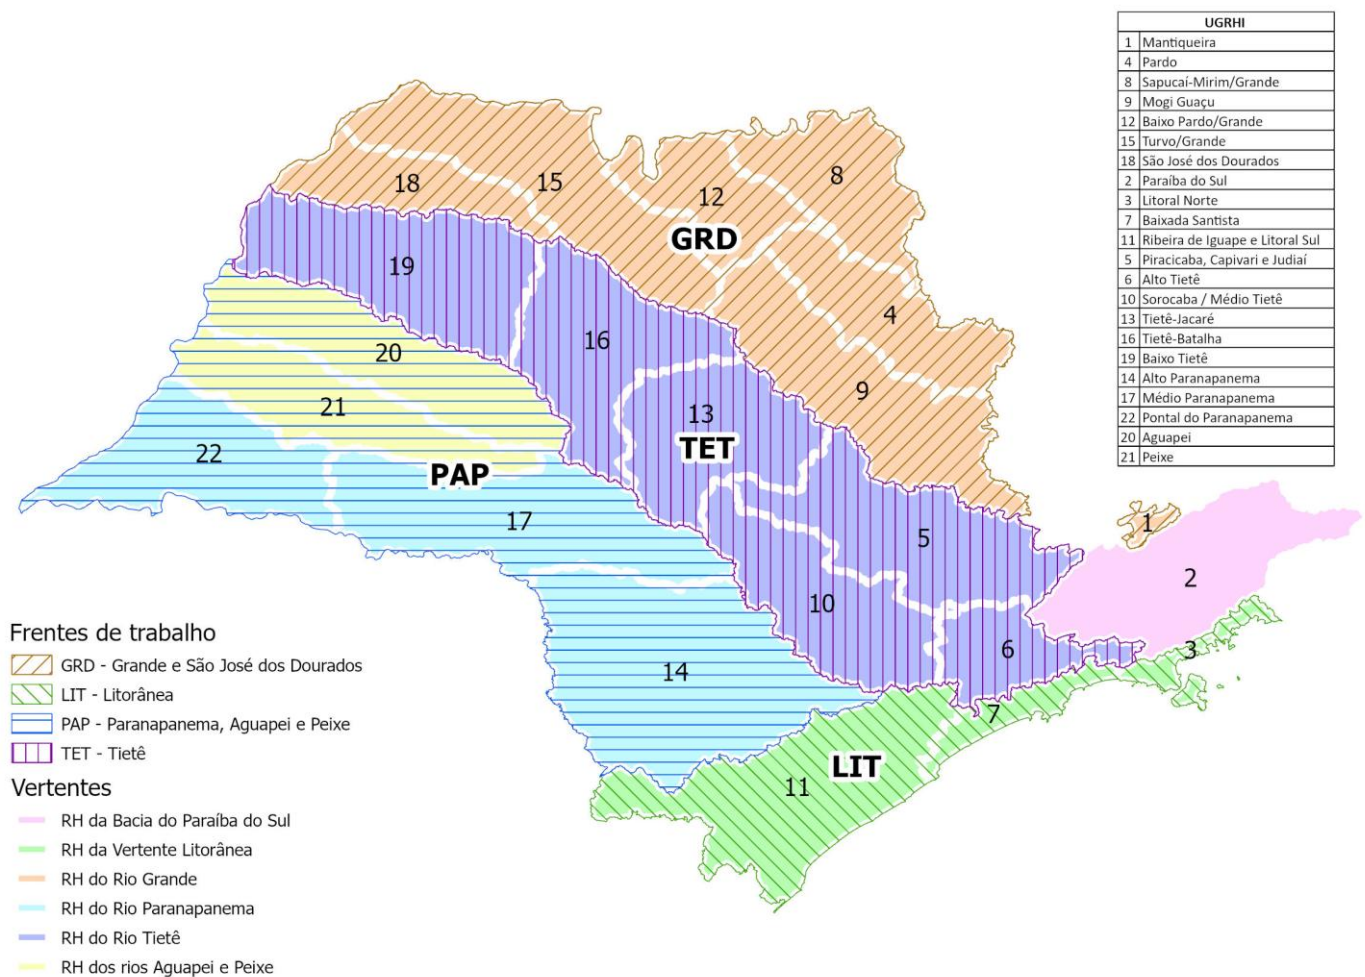 UGRHI
1 Mantiqueira
4 Pardo
8 Sapucaí-Mirim/Grande
9 Mogi Guaçu
12 Baixo Pardo/Grande
15 Turvo/Grande
18 São José dos Dourados
2 Paraíba do Sul
3 Litoral Norte
7 Baixada Santista
11 Ribeira de Iguape e Litoral Sul
5 Piracicaba, Capivari e Judiaí
6 Alto Tietê
10 Sorocaba / Médio Tietê
13 Tietê-Jacaré
16 Tietê-Batalha
19 Baixo Tietê
14 Alto Paranapanema
17 Médio Paranapanema
22 Pontal do Paranapanema
20 Aguapei
21 Peixe
18
15
12
8
GRD
19
16
4
20
21
13
9
22
PAP
TET
17
5
1
2
10
6
3
14
7
11
LIT
Frentes de trabalho
GRD - Grande e São José dos Dourados
LIT - Litorânea
PAP - Paranapanema, Aguapei e Peixe
TET - Tietê
Vertentes
RH da Bacia do Paraíba do Sul
RH da Vertente Litorânea
RH do Rio Grande
RH do Rio Paranapanema
RH do Rio Tietê
RH dos rios Aguapei e Peixe